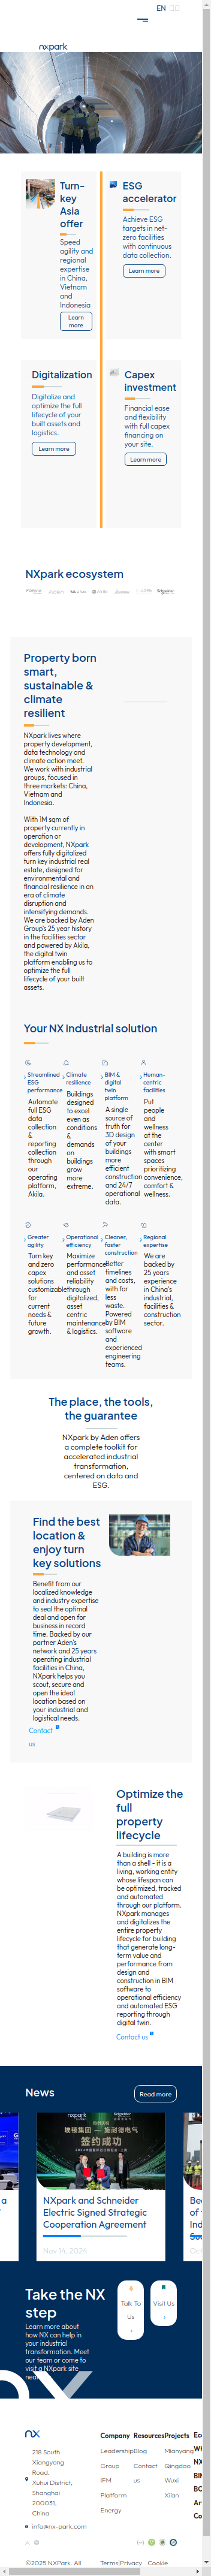 EN
nxpark
Turn-
key
Asia
offer
Speed
agility and
regional
expertise
in China,
Vietnam
and
Indonesia
Learn
more
ESG
accelerator
Achieve ESG
targets in net-
zero facilities
with continuous
data collection.
Learn more
Digitalization
Digitalize and
optimize the full
lifecycle of your
built assets and
logistics.
Learn more
Capex
investment
Financial ease
and flexibility
with full capex
financing on
your site.
Learn more
NXpark ecosystem
Schneider
Property born
smart,
sustainable &
climate
resilient
NXpark lives where
property development,
data technology and
climate action meet.
We work with industrial
groups, focused in
three markets: China,
Vietnam and
Indonesia.
With 1M sqm of
property currently in
operation or
development, NXpark
offers fully digitalized
turn key industrial real
estate, designed for
environmental and
financial resilience in an
era of climate
disruption and
intensifying demands.
We are backed by Aden
Group's 25 year history
in the facilities sector
and powered by Akila,
the digital twin
platform enabling us to
optimize the full
lifecycle of your built
assets.
Your NX industrial solution
Streamlined
ESG
performance
Automate
full ESG
data
collection
&
reporting
collection
through
our
operating
platform,
Akila.
Climate
resilience
Buildings
designed
to excel
even as
conditions
&
demands
on
buildings
grow
more
extreme.
BIM &
digital
twin
platform
A single
source of
truth for
3D design
of your
buildings
more
efficient
construction
and 24/7
operational
data.
Human-
centric
facilities
Put
people
and
wellness
at the
center
with smart
spaces
prioritizing
convenience,
comfort &
wellness.
Greater
agility
Turn key
and zero
capex
solutions
customizable
for
current
needs &
future
growth.
Operational
efficiency
Maximize
performance
and asset
reliability
through
digitalized,
asset
centric
maintenance
& logistics.
Cleaner,
faster
construction
Better
timelines
and costs,
with far
less
waste.
Powered
by BIM
software
and
experienced
engineering
teams.
Regional
expertise
We are
backed by
25 years
experience
in China's
industrial,
facilities &
construction
sector.
The place, the tools,
the guarantee
NXpark by Aden offers
a complete toolkit for
accelerated industrial
transformation,
centered on data and
ESG.
Find the best
location &
enjoy turn
key solutions
Benefit from our
localized knowledge
and industry expertise
to seal the optimal
deal and open for
business in record
time. Backed by our
partner Aden's
network and 25 years
operating industrial
facilities in China,
NXpark helps you
scout, secure and
open the ideal
location based on
your industrial and
logistical needs.
Contact
us
Optimize the
full
property
lifecycle
A building is more
than a shell - it is a
living, working entity
whose lifespan can
be optimized, tracked
and automated
through our platform.
NXpark manages
and digitalizes the
entire property
lifecycle for building
that generate long-
term value and
performance from
design and
construction in BIM
software to
operational efficiency
and automated ESG
reporting through
digital twin.
Contact us
News
Read more
NXpark and Schneider
Electric Signed Strategic
Cooperation Agreement
Nov 14, 2024
Take the NX
step
Learn more about
how NX can help in
your industrial
transformation. Meet
our team or come to
visit a NXpark site
Talk To
Us
Visit Us
NX
218 South
Xiangyang
Road,
Xuhui District,
Shanghai
200031,
China
info@nx-park.com
Company
Leadership
Group
IFM
Platform
Energy
Resources
Blog
Contact
us
Projects
Mianyang
Qingdao
Wuxi
Xi'an
©2025 NXPark. All
Terms|Privacy
Cookie